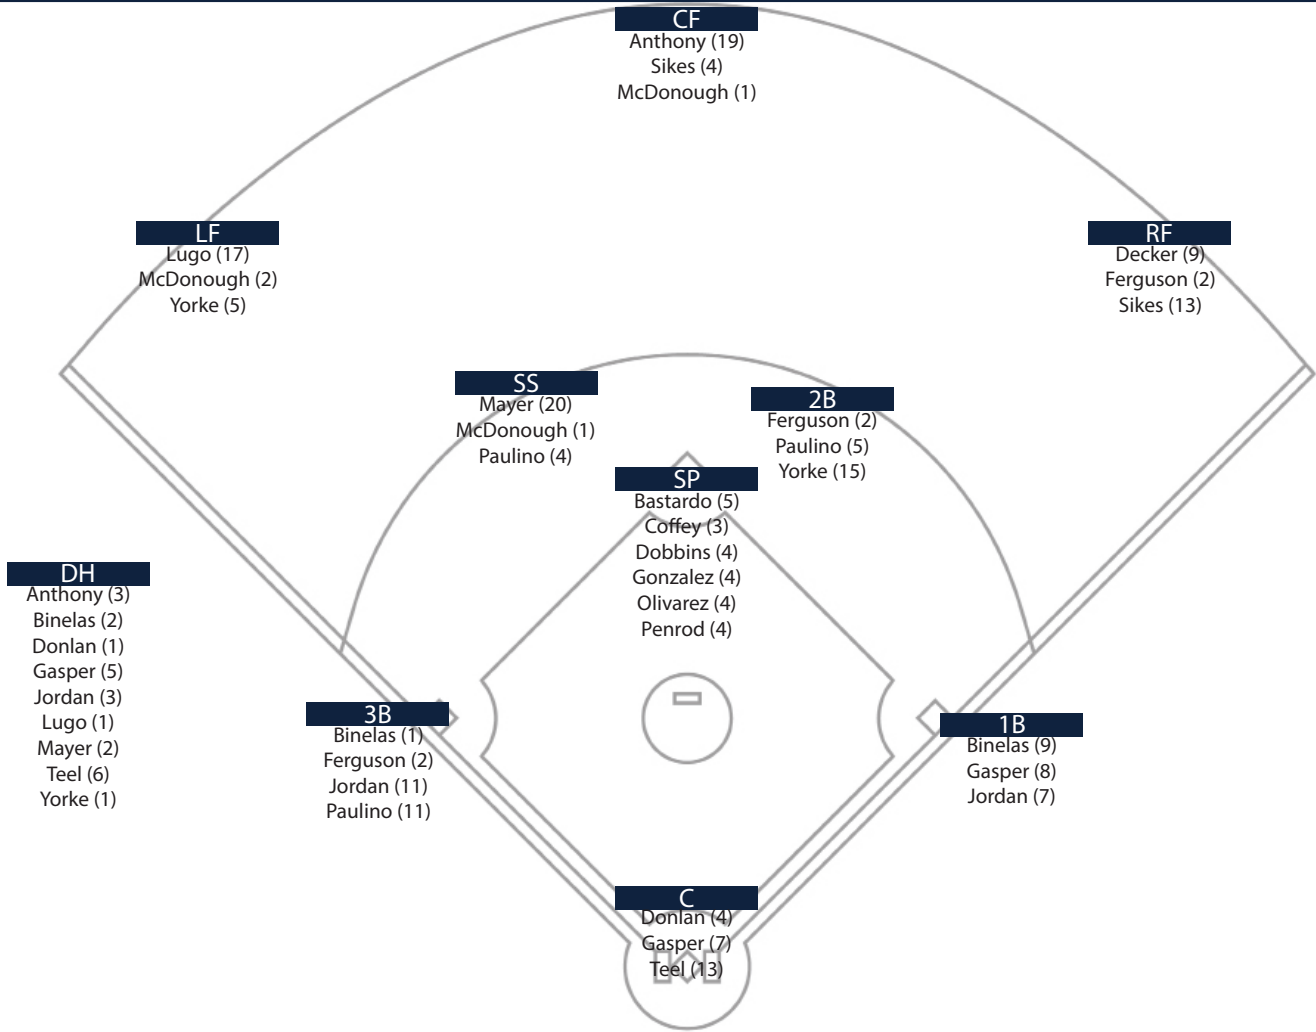 CF
Anthony (19)
Sikes (4)
McDonough (1)
LF
Lugo (17)
McDonough (2)
Yorke (5)
RF
Decker (9)
Ferguson (2)
Sikes (13)
SS
Mayer (20)
McDonough (1)
Paulino (4)
2B
Ferguson (2)
Paulino (5)
Yorke (15)
SP
Bastardo (5)
Coffey (3)
Dobbins (4)
Gonzalez (4)
Olivarez (4)
Penrod (4)
DH
Anthony (3)
Binelas (2)
Donlan (1)
Gasper (5)
Jordan (3)
Lugo (1)
Mayer (2)
Teel (6)
Yorke (1)
3B
Binelas (1)
Ferguson (2)
Jordan (11)
Paulino (11)
1B
Binelas (9)
Gasper (8)
Jordan (7)
C
Donlan (4)
Gasper (7)
Teel (13)